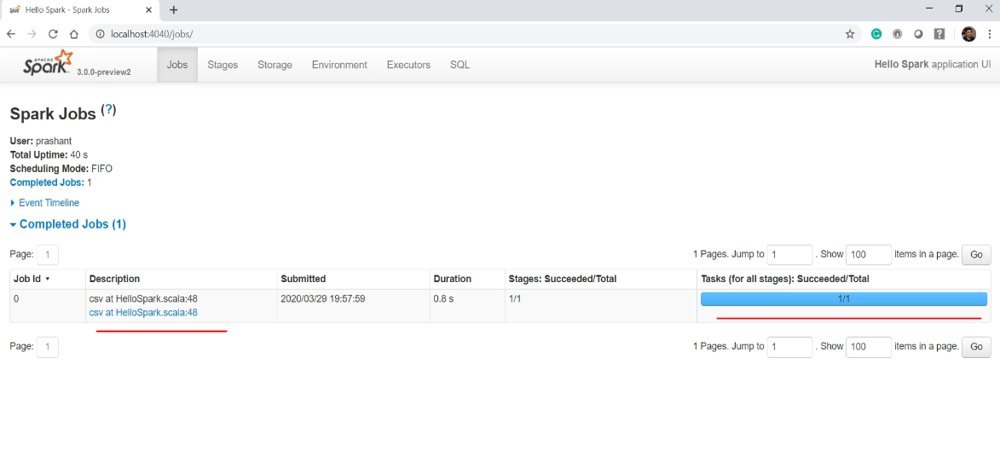 Hello Spark - Spark Jobs
localhost:4040/jobs/
APACHE
Spark 3.0.0-preview2
Jobs
Stages
Storage
Environment
Executors
SQL
Hello Spark application UI
Spark Jobs (?)
User: prashant
Total Uptime: 40 s
Scheduling Mode: FIFO
Completed Jobs: 1
Event Timeline
Completed Jobs (1)
Page: 1
1 Pages. Jump to 1 . Show 100 items in a page. Go
Job Id ▾ Description Submitted Duration Stages: Succeeded/Total Tasks (for all stages): Succeeded/Total
0 csv at HelloSpark.scala:48 2020/03/29 19:57:59 0.8 s 1/1 1/1
csv at HelloSpark.scala:48
Page: 1
1 Pages. Jump to 1 . Show 100 items in a page. Go